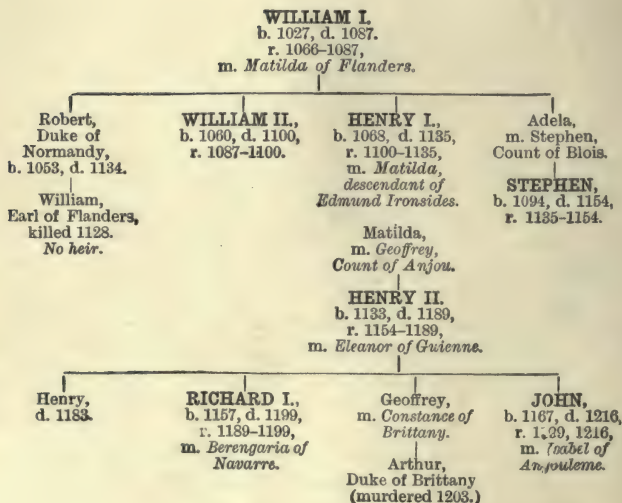 WILLIAM I.
b. 1027, d. 1087.
r. 1066–1087,
m. Matilda of Flanders.
Robert,
Duke of
Normandy,
b. 1053, d. 1134.
William,
Earl of Flanders,
killed 1128.
No heir.
WILLIAM II.,
b. 1060, d. 1100,
r. 1087–1100.
HENRY I.,
b. 1068, d. 1135,
r. 1100–1135,
m. Matilda,
descendant of
Edmund Ironsides.
Adela,
m. Stephen,
Count of Blois.
STEPHEN,
b. 1094, d. 1154,
r. 1135–1154.
Matilda,
m. Geoffrey,
Count of Anjou.
HENRY II.
b. 1133, d. 1189,
r. 1154–1189,
m. Eleanor of Guienne.
Henry,
d. 1183.
RICHARD I.,
b. 1157, d. 1199,
r. 1189–1199,
m. Berengaria of
Navarre.
Geoffrey,
m. Constance of
Brittany.
Arthur,
Duke of Brittany
(murdered 1203.)
JOHN,
b. 1167, d. 1216,
r. 1216,
m. Isabel of
Angouleme.